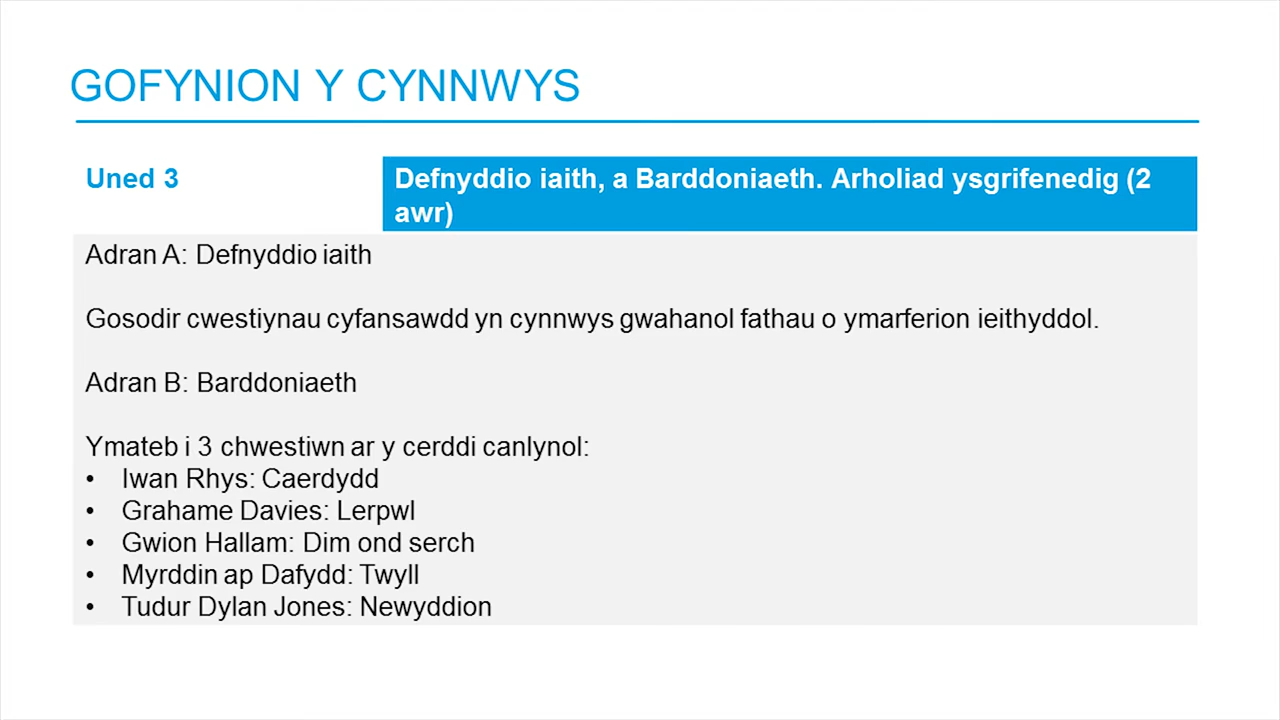 GOFYNION Y CYNNWYS
Uned 3
Defnyddio iaith, a Barddoniaeth. Arholiad ysgrifenedig (2
awr)
Adran A: Defnyddio iaith
Gosodir cwestiynau cyfansawdd yn cynnwys gwahanol fathau o ymarferion ieithyddol.
Adran B: Barddoniaeth
Ymateb i 3 chwestiwn ar y cerddi canlynol:
• Iwan Rhys: Caerdydd
• Grahame Davies: Lerpwl
• Gwion Hallam: Dim ond serch
• Myrddin ap Dafydd: Twyll
• Tudur Dylan Jones: Newyddion